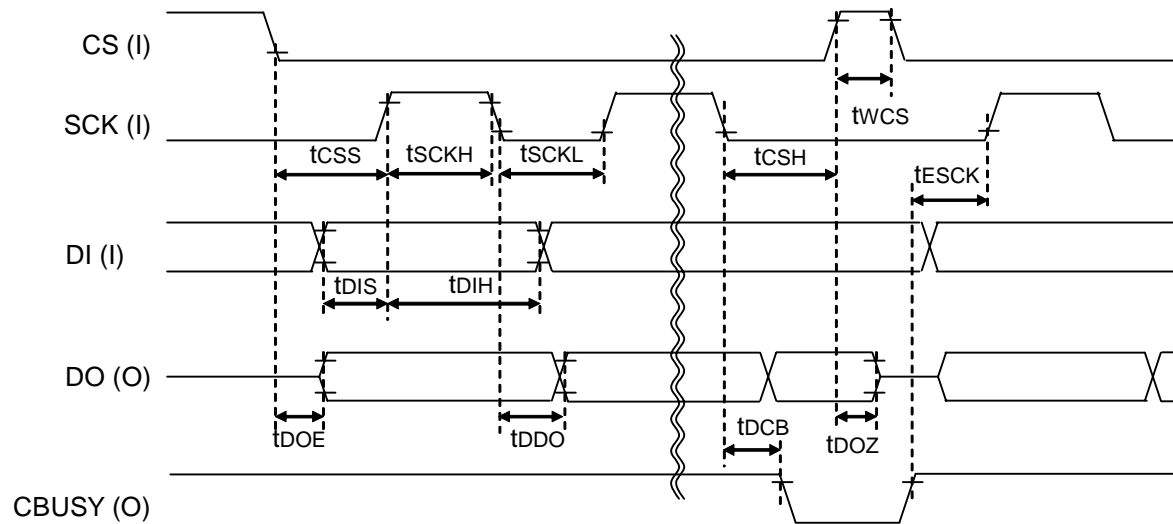 CS (I)
tWCS
SCK (I)
tCSS
tSCKH
tSCKL
tCSH
tESCK
DI (I)
tDIS
tDIH
DO (O)
tDOE
tDDO
tDCB
tDOZ
CBUSY (O)